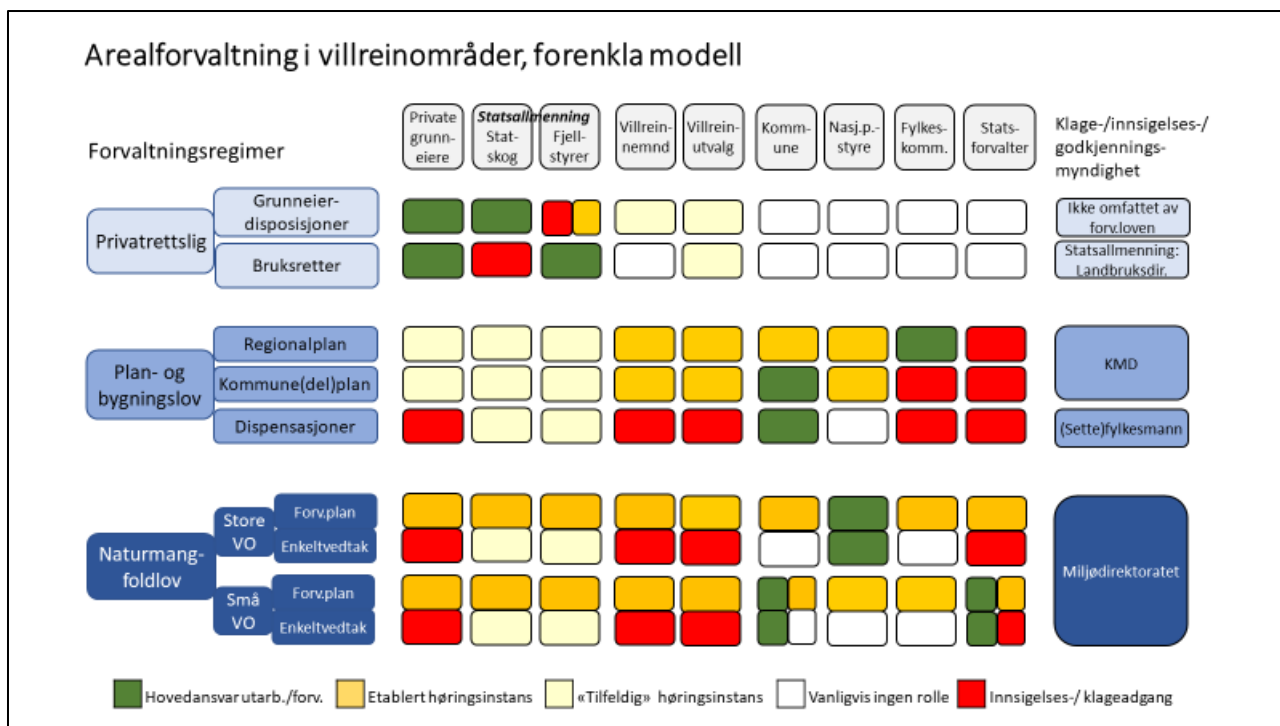 Arealforvaltning i villreinområder, forenkla modell
Forvaltningsregimer
Private
grunn-
eiere
Statsallmenning
Stat-
skog
Fjell-
styrer
Villrein-
nemnd
Villrein-
utvalg
Komm-
une
Nasj.p.-
styre
Fylkes-
komm.
Stats-
forvalter
Klage-/innsigelses-/
godkjennings-
myndighet
Privatrettslig
Grunneier-
disposisjoner
Ikke omfattet av
forv.loven
Bruksretter
Statsallmenning:
Landbruksdir.
Plan- og
bygningslov
Regionalplan
Kommune(del)plan
KMD
Dispensasjoner
(Sette)fylkesmann
Naturmang-
foldlov
Store
VO
Forv.plan
Enkeltvedtak
Små
VO
Forv.plan
Enkeltvedtak
Miljødirektoratet
Hovedansvar utarb./forv.
Etablert høringsinstans
«Tilfeldig» høringsinstans
Vanligvis ingen rolle
Innsigelses-/ klageadgang